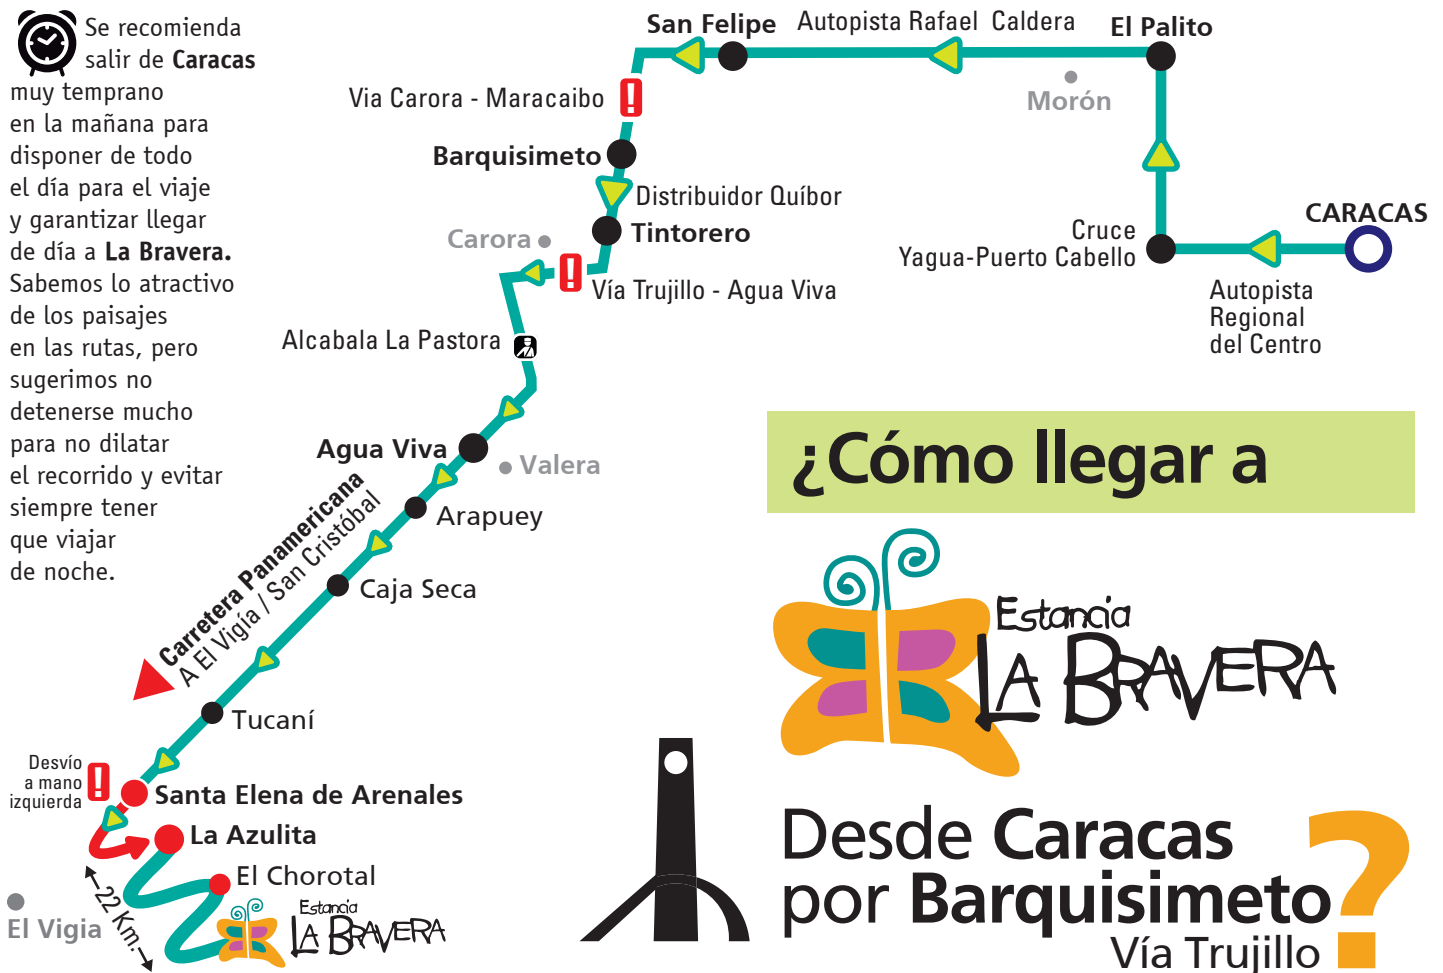 Se recomienda
salir de Caracas
muy temprano
en la mañana para
disponer de todo
el día para el viaje
y garantizar llegar
de día a La Bravera.
Sabemos lo atractivo
de los paisajes
en las rutas, pero
sugerimos no
detenerse mucho
para no dilatar
el recorrido y evitar
siempre tener
que viajar
de noche.
San Felipe
Autopista Rafael Caldera
El Palito
Morón
Via Carora - Maracaibo
Barquisimeto
Distribuidor Quíbor
Carora
Tintorero
CARACAS
Cruce
Yagua-Puerto Cabello
Autopista
Regional
del Centro
Vía Trujillo - Agua Viva
Alcabala La Pastora
Agua Viva
Valera
Arapuey
Carretera Panamericana
A El Vigía / San Cristóbal
Caja Seca
Tucaní
Desvío
a mano
izquierda
Santa Elena de Arenales
La Azulita
El Chorotal
22 Km.
El Vigia
Estancia
LA BRAVERA
¿Cómo llegar a
Estancia
LA BRAVERA
Desde Caracas
por Barquisimeto
Vía Trujillo
?